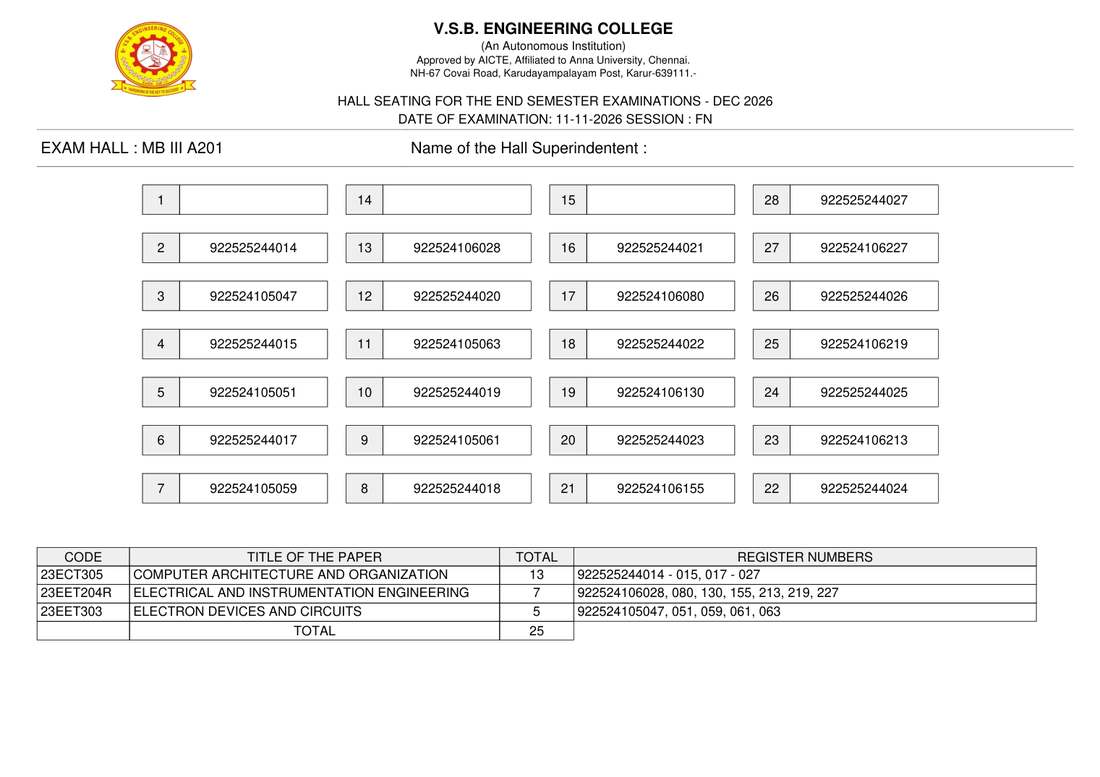 V.S.B. ENGINEERING COLLEGE
(An Autonomous Institution)
Approved by AICTE, Affiliated to Anna University, Chennai.
NH-67 Covai Road, Karudayampalayam Post, Karur-639111.-
HALL SEATING FOR THE END SEMESTER EXAMINATIONS - DEC 2026
DATE OF EXAMINATION: 11-11-2026 SESSION : FN
EXAM HALL : MB III A201 Name of the Hall Superindentent :
1 14 15 28 922525244027
2 922525244014 13 922524106028 16 922525244021 27 922524106227
3 922524105047 12 922525244020 17 922524106080 26 922525244026
4 922525244015 11 922524105063 18 922525244022 25 922524106219
5 922524105051 10 922525244019 19 922524106130 24 922525244025
6 922525244017 9 922524105061 20 922525244023 23 922524106213
7 922524105059 8 922525244018 21 922524106155 22 922525244024
CODE TITLE OF THE PAPER TOTAL REGISTER NUMBERS
23ECT305 COMPUTER ARCHITECTURE AND ORGANIZATION 13 922525244014 - 015, 017 - 027
23EET204R ELECTRICAL AND INSTRUMENTATION ENGINEERING 7 922524106028, 080, 130, 155, 213, 219, 227
23EET303 ELECTRON DEVICES AND CIRCUITS 5 922524105047, 051, 059, 061, 063
TOTAL 25